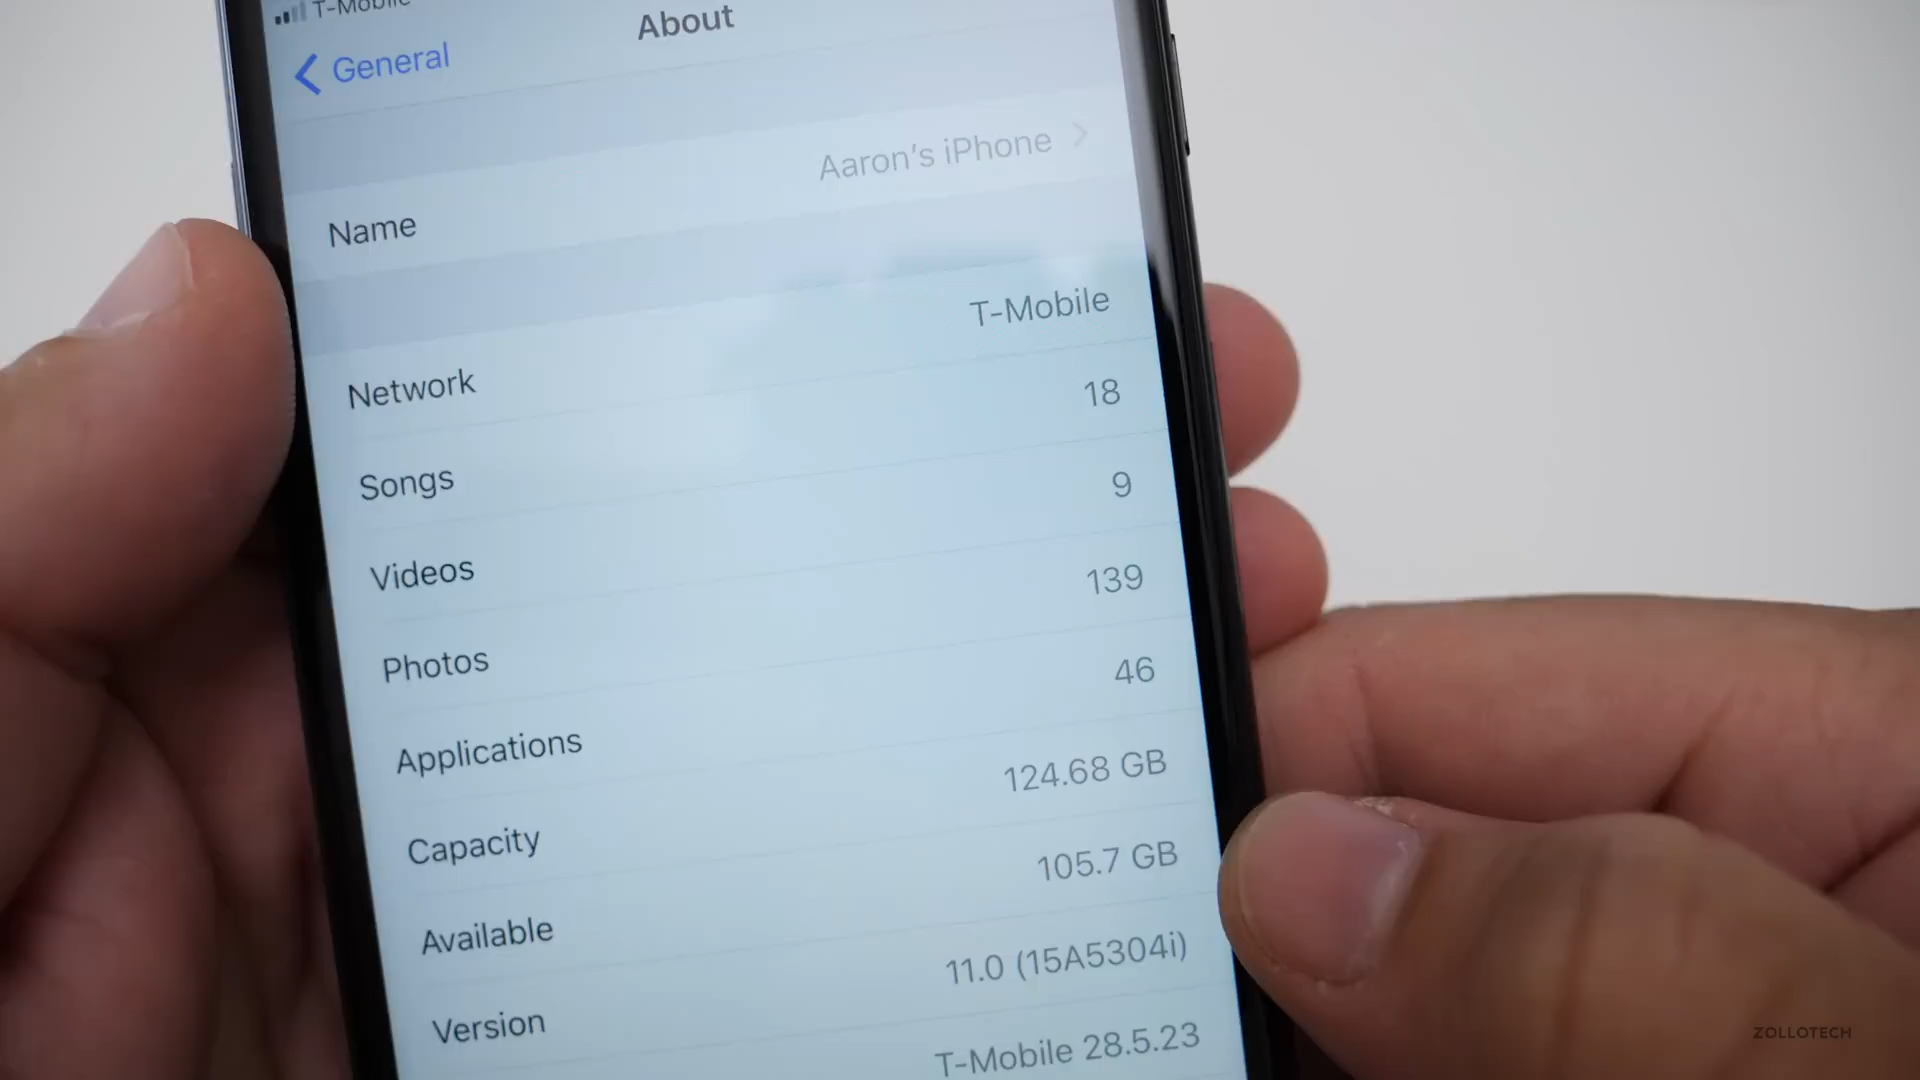 T-Mobile
General
About
Name
Aaron's iPhone
Network
T-Mobile
Songs
18
Videos
9
Photos
139
Applications
46
Capacity
124.68 GB
Available
105.7 GB
Version
11.0 (15A5304i)
T-Mobile 28.5.23
ZOLLOTECH